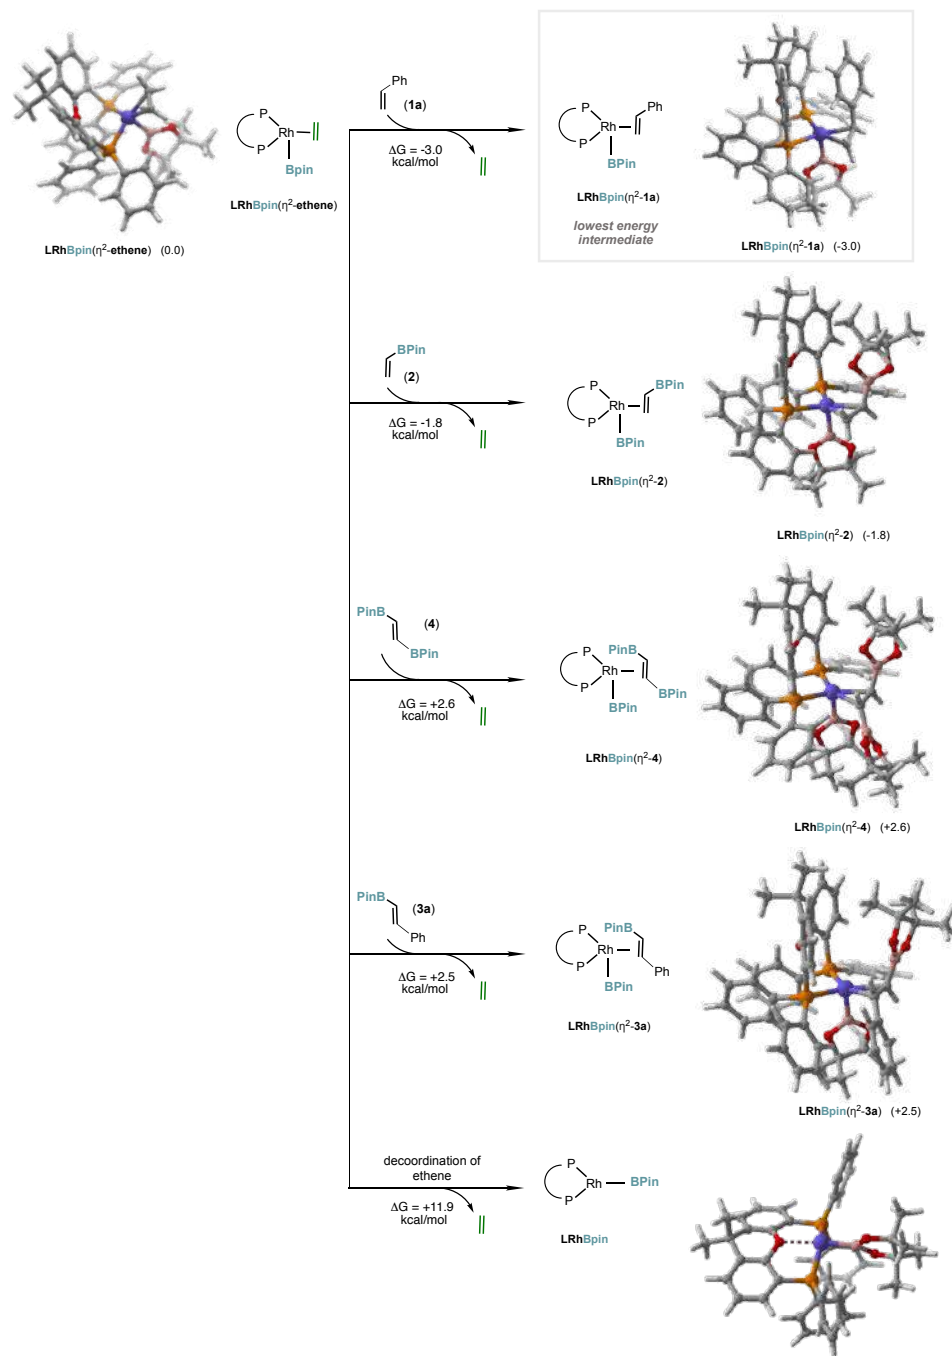 Ph
(1a)
ΔG = -3.0
kcal/mol
P
Rh
P
Bpin
LRhBpin(η²-ethene)
LRhBpin(η²-ethene) (0.0)
P
Rh
P
Ph
BPin
LRhBpin(η²-1a)
lowest energy
intermediate
LRhBpin(η²-1a) (-3.0)
BPin
(2)
ΔG = -1.8
kcal/mol
P
Rh
P
BPin
BPin
LRhBpin(η²-2)
LRhBpin(η²-2) (-1.8)
PinB
(4)
BPin
ΔG = +2.6
kcal/mol
P
PinB
Rh
P
BPin
BPin
LRhBpin(η²-4)
LRhBpin(η²-4) (+2.6)
PinB
(3a)
Ph
ΔG = +2.5
kcal/mol
P
PinB
Rh
P
Ph
BPin
LRhBpin(η²-3a)
LRhBpin(η²-3a) (+2.5)
decoordination of
ethene
ΔG = +11.9
kcal/mol
P
Rh
BPin
P
LRhBpin